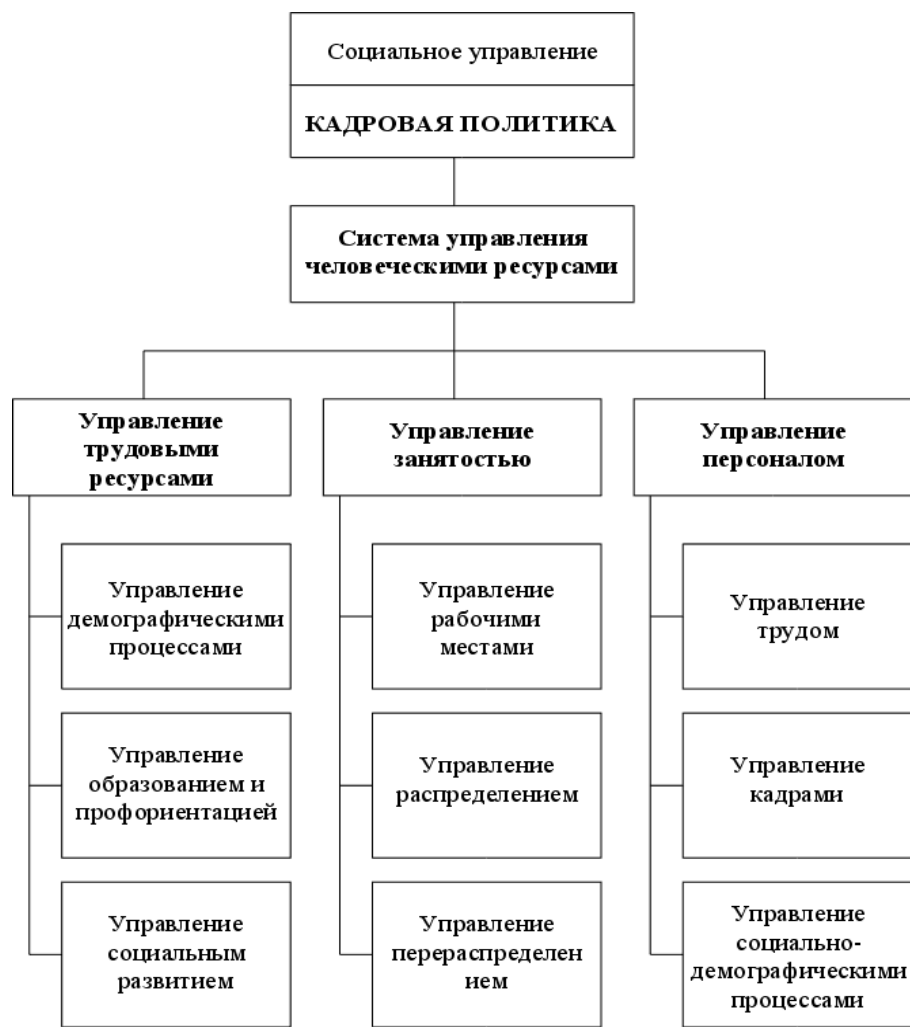 Социальное управление
КАДРОВАЯ ПОЛИТИКА
Система управления
человеческими ресурсами
Управление
трудовыми
ресурсами
Управление
демографическими
процессами
Управление
образованием и
профориентацией
Управление
социальным
развитием
Управление
занятостью
Управление
рабочими
местами
Управление
распределением
Управление
перераспределен
ием
Управление
персоналом
Управление
трудом
Управление
кадрами
Управление
социально-
демографическими
процессами